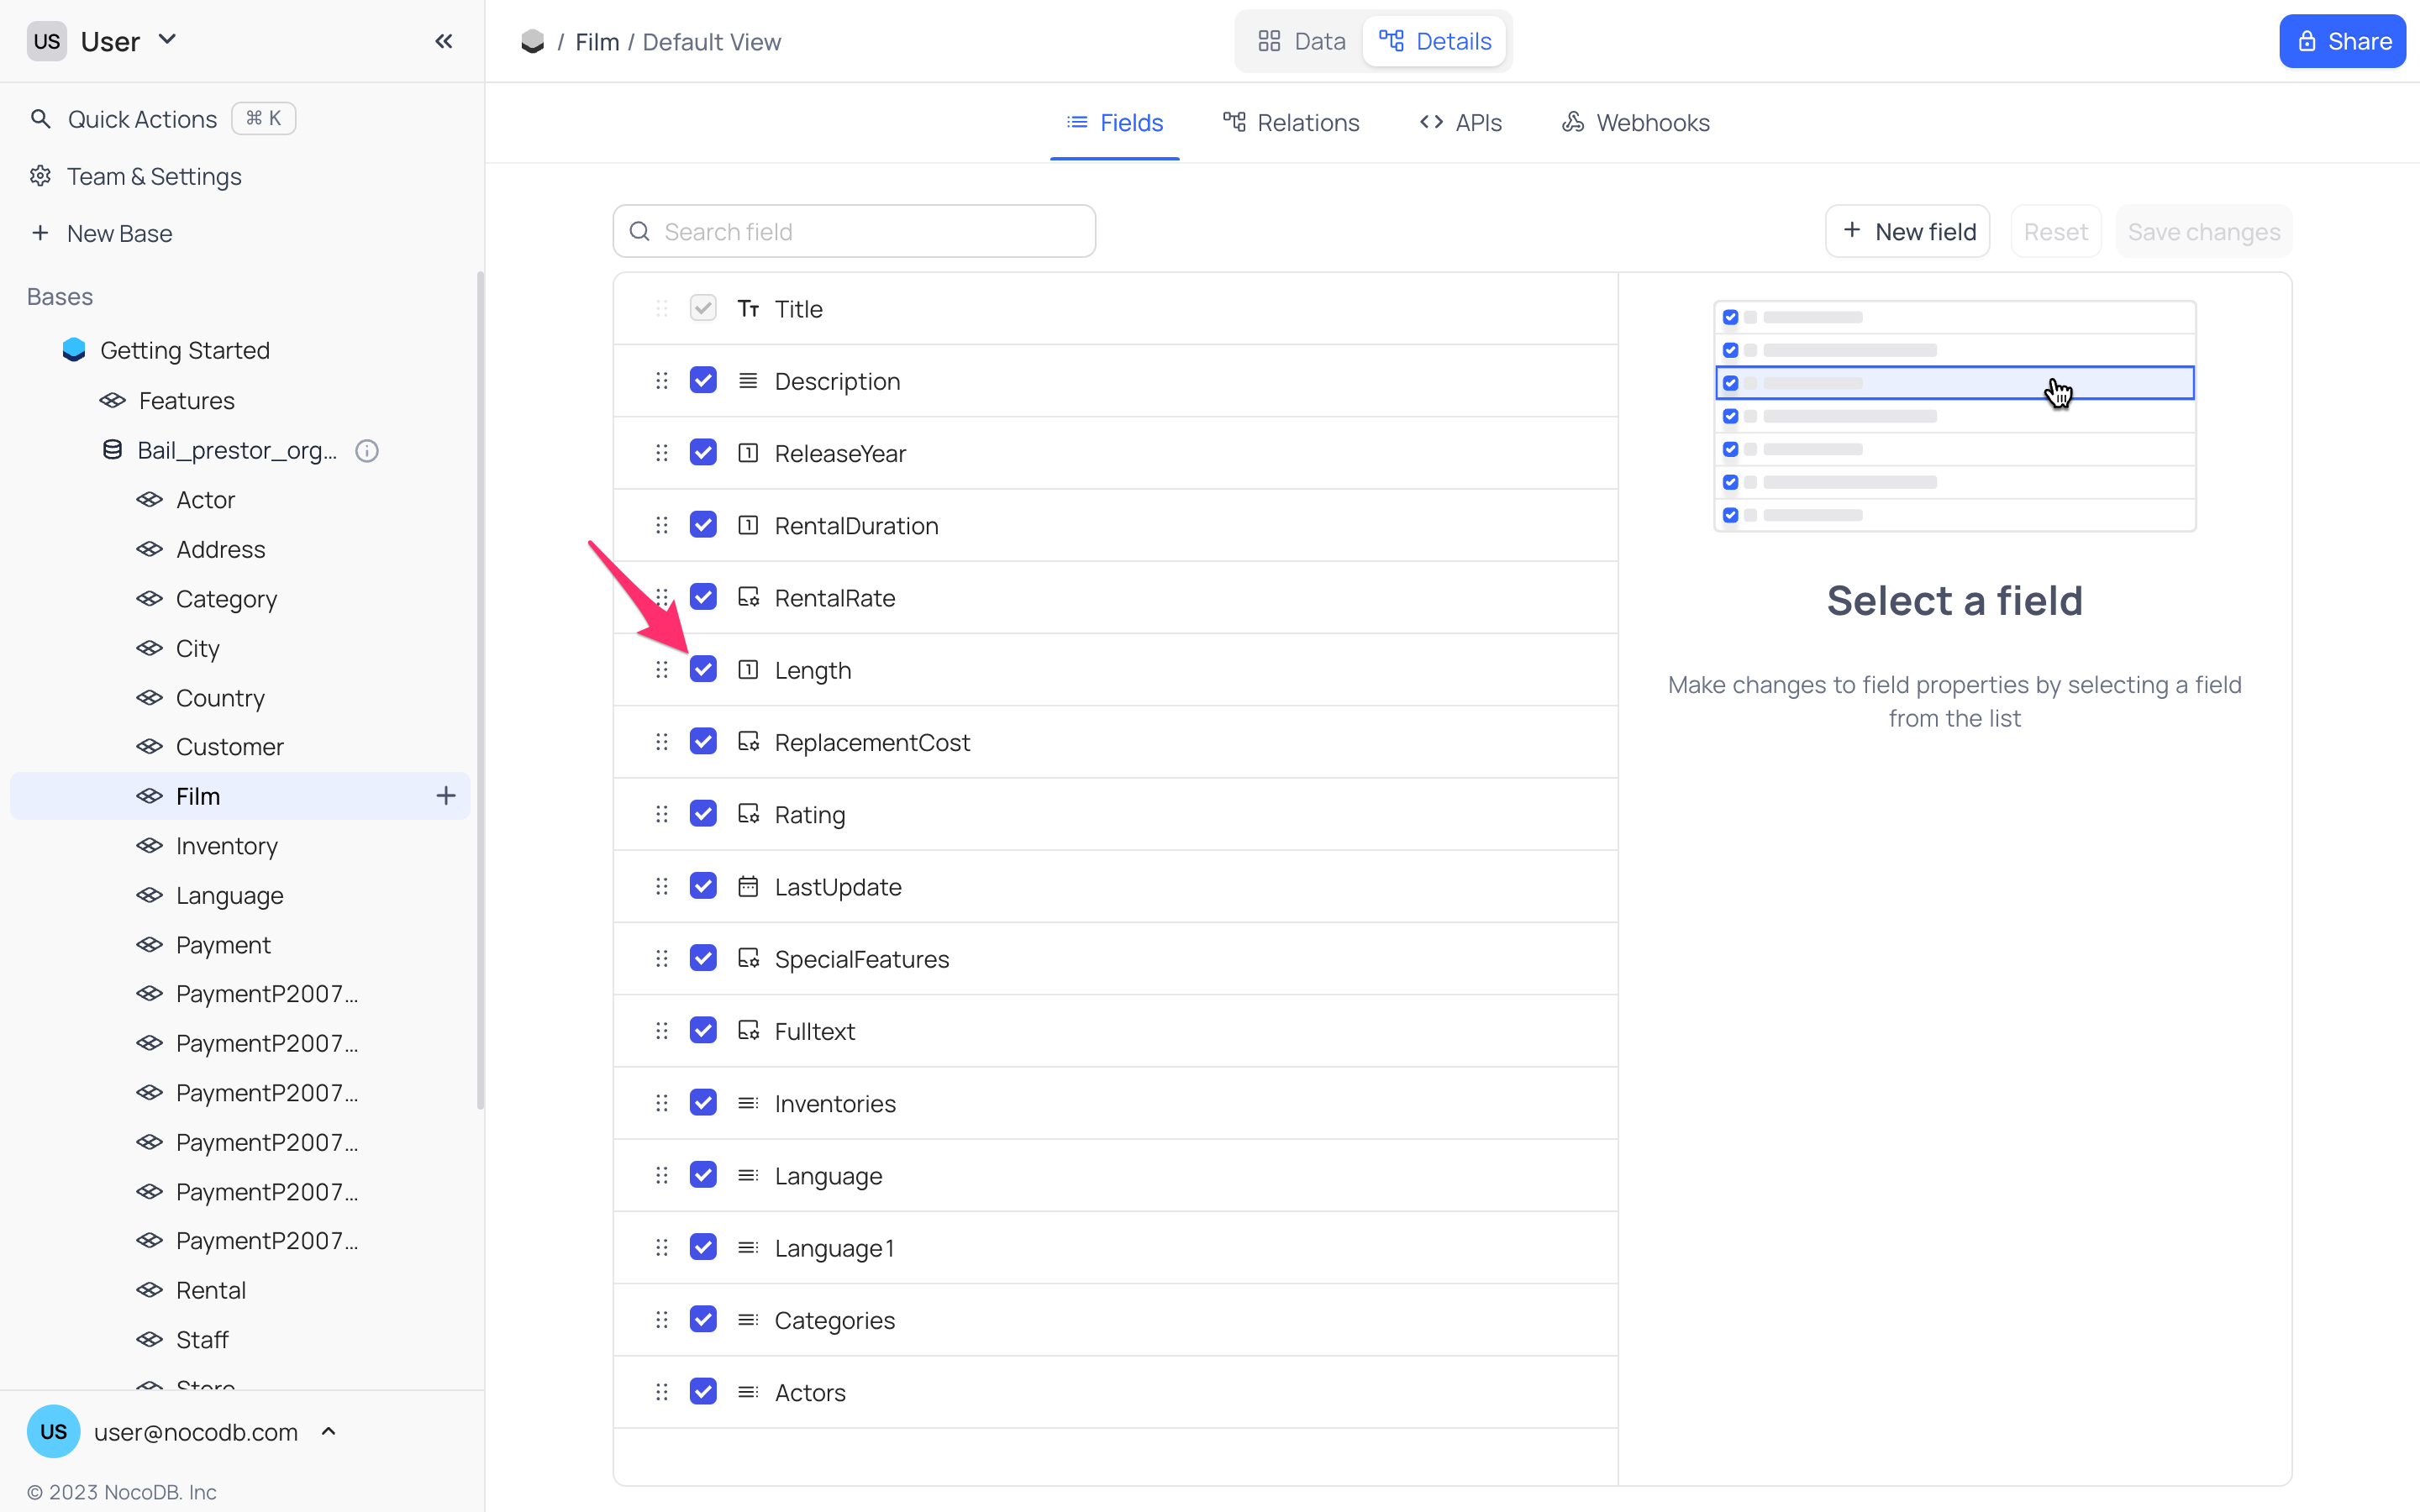 US User
/ Film / Default View
Data
Details
Share
Quick Actions ⌘ K
Team & Settings
New Base
Bases
Getting Started
Features
Bail_prestor_org...
Actor
Address
Category
City
Country
Customer
Film
Inventory
Language
Payment
PaymentP2007...
PaymentP2007...
PaymentP2007...
PaymentP2007...
PaymentP2007...
PaymentP2007...
Rental
Staff
Store
US user@nocodb.com
© 2023 NocoDB. Inc
Fields
Relations
APIs
Webhooks
Search field
New field
Reset
Save changes
Title
Description
ReleaseYear
RentalDuration
RentalRate
Length
ReplacementCost
Rating
LastUpdate
SpecialFeatures
Fulltext
Inventories
Language
Language1
Categories
Actors
Select a field
Make changes to field properties by selecting a field
from the list